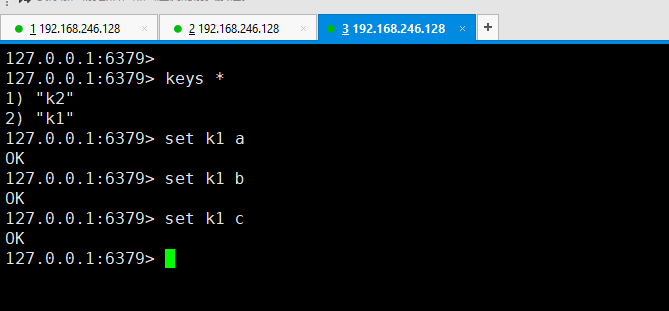 1 192.168.246.128 × 2 192.168.246.128 × 3 192.168.246.128 × +
127.0.0.1:6379>
127.0.0.1:6379> keys *
1) "k2"
2) "k1"
127.0.0.1:6379> set k1 a
OK
127.0.0.1:6379> set k1 b
OK
127.0.0.1:6379> set k1 c
OK
127.0.0.1:6379>